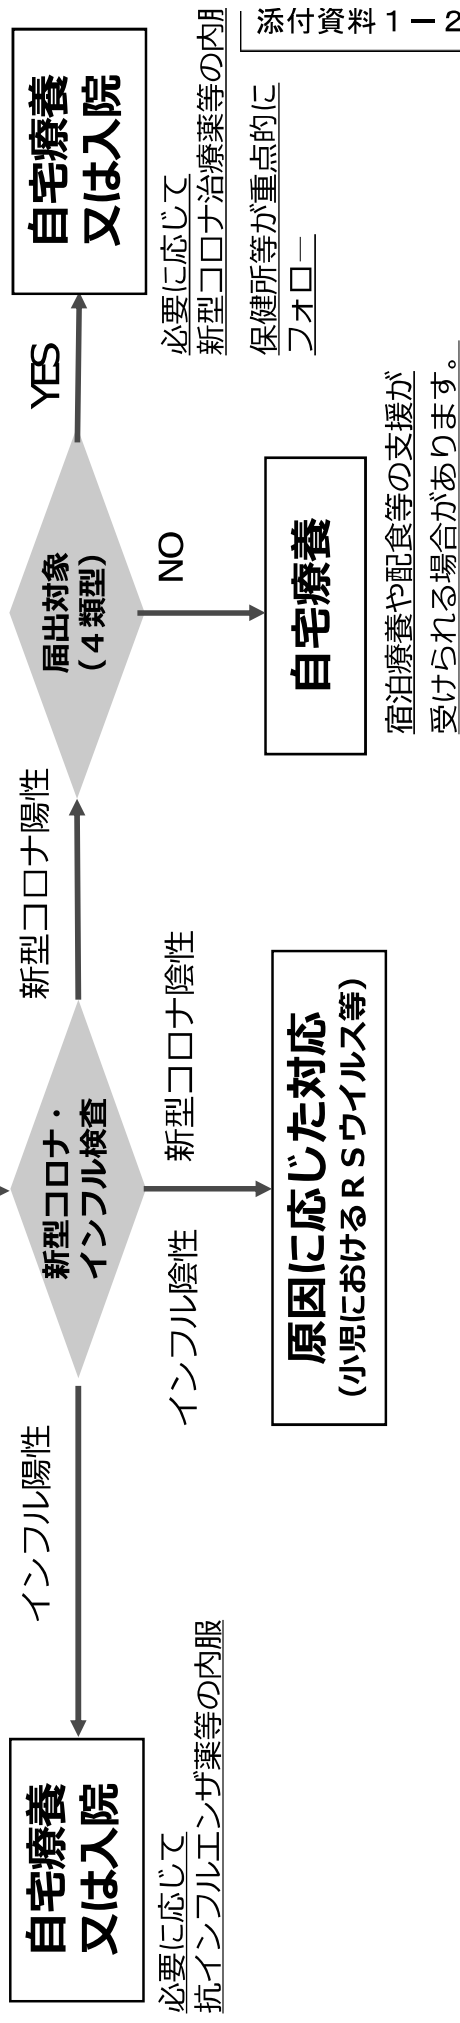 添付資料１－２
新型コロナ・
インフル検査
インフル陽性
自宅療養
又は入院
必要に応じて
抗インフルエンザ薬等の内服
インフル陰性
新型コロナ陰性
原因に応じた対応
（小児におけるＲＳウイルス等）
新型コロナ陽性
届出対象
（４類型）
YES
自宅療養
又は入院
必要に応じて
新型コロナ治療薬等の内服
保健所等が重点的に
フォロー
NO
自宅療養
宿泊療養や配食等の支援が
受けられる場合があります。